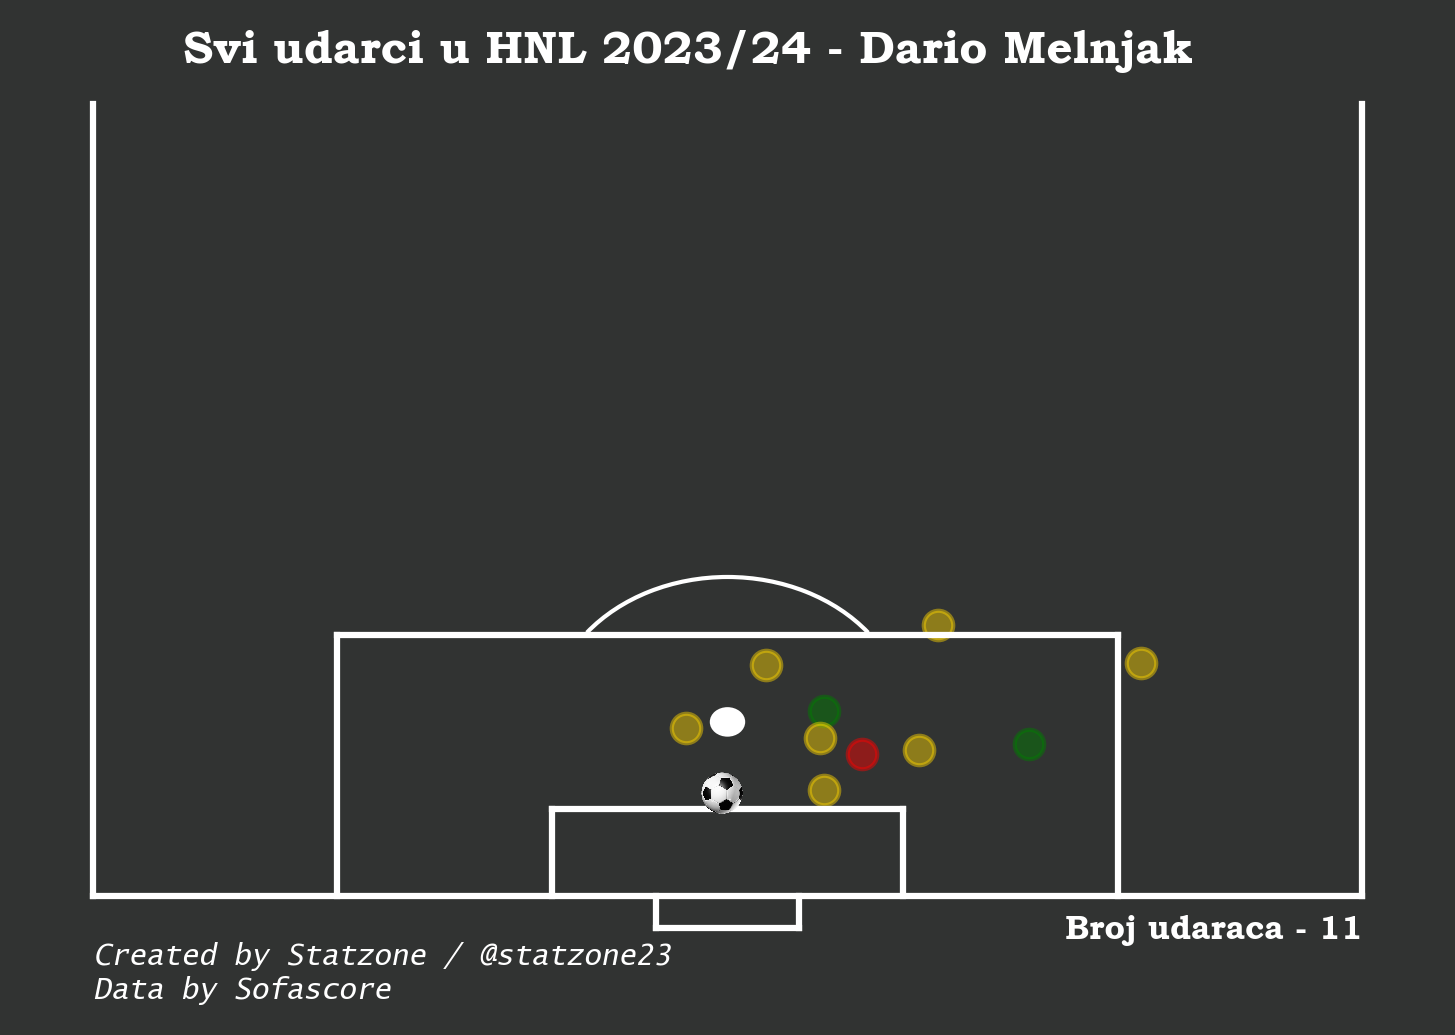 Svi udarci u HNL 2023/24 - Dario Melnjak
Broj udaraca - 11
Created by Statzone / @statzone23
Data by Sofascore